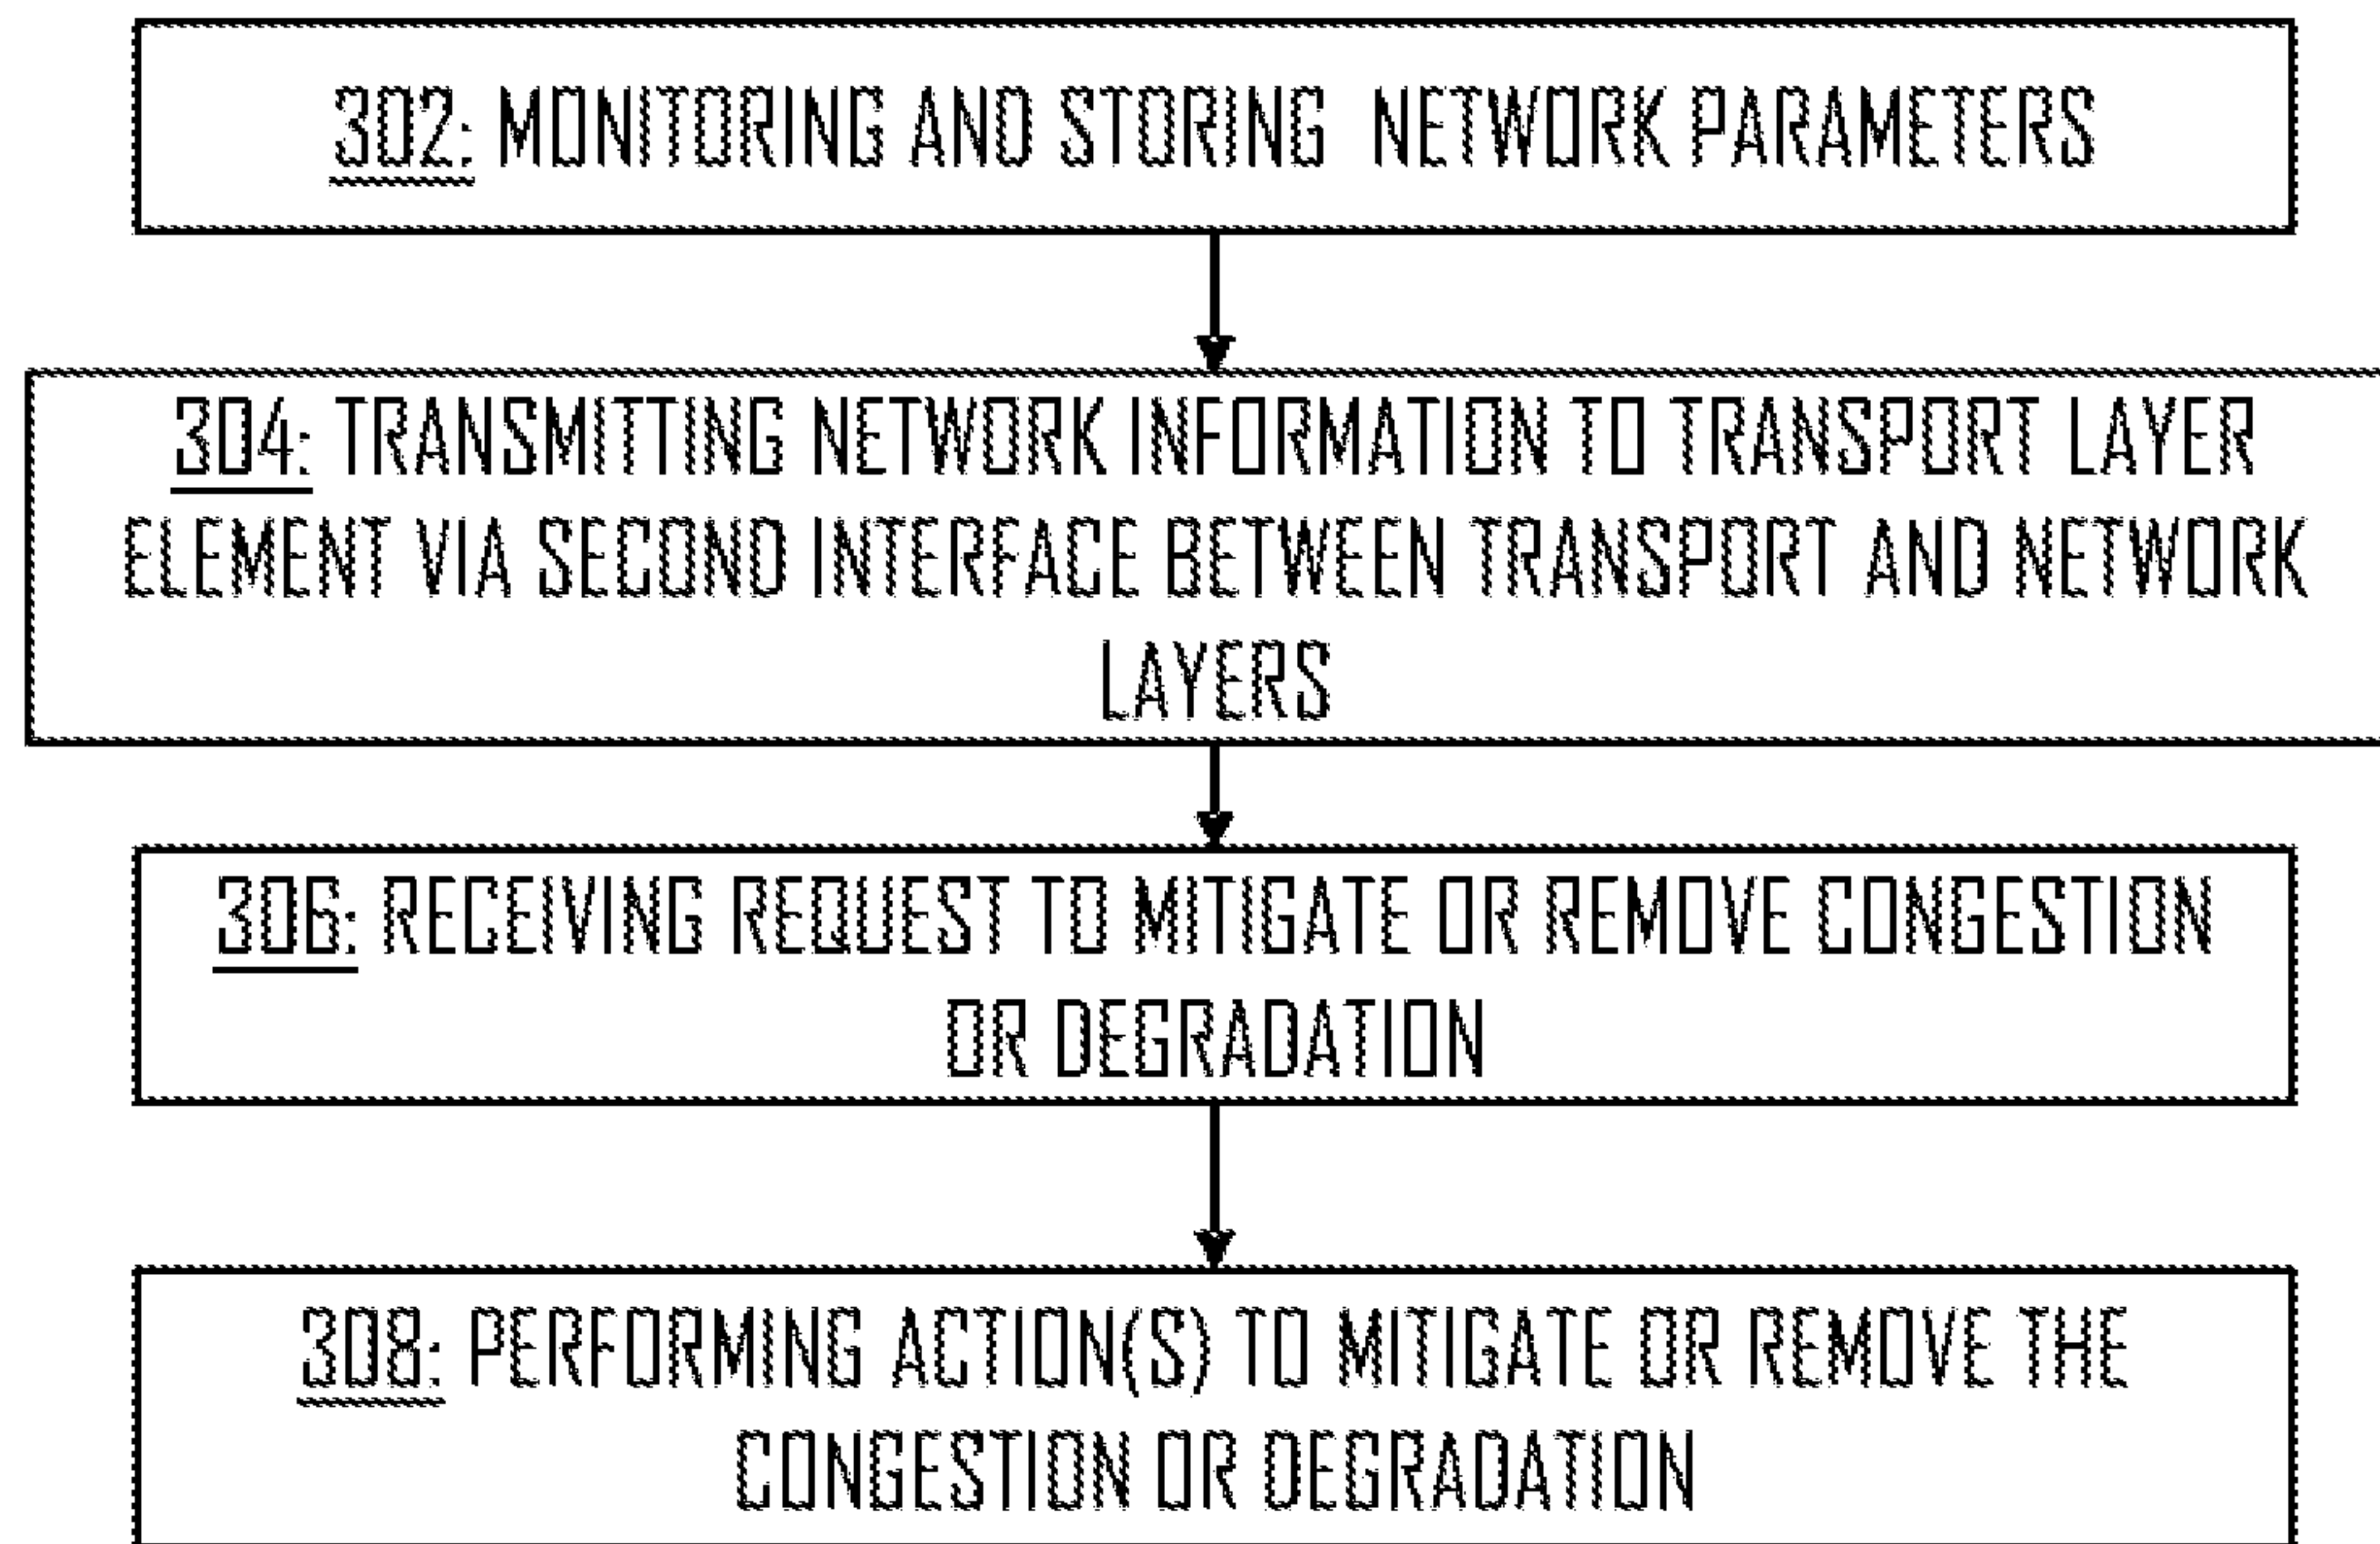 302: MONITORING AND STORING NETWORK PARAMETERS
304: TRANSMITTING NETWORK INFORMATION TO TRANSPORT LAYER
ELEMENT VIA SECOND INTERFACE BETWEEN TRANSPORT AND NETWORK
LAYERS
306: RECEIVING REQUEST TO MITIGATE OR REMOVE CONGESTION
OR DEGRADATION
308: PERFORMING ACTION(S) TO MITIGATE OR REMOVE THE
CONGESTION OR DEGRADATION